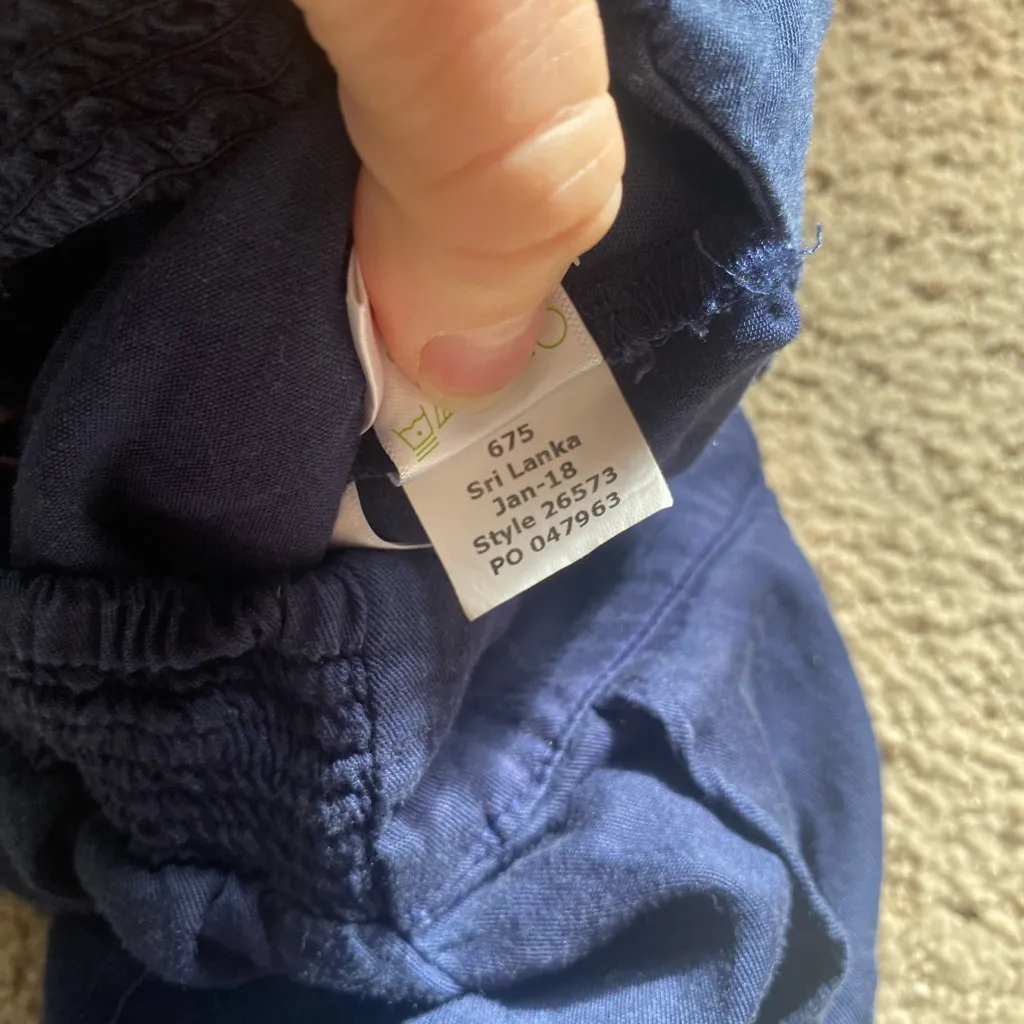 675
Sri Lanka
Jan-18
Style 26573
PO 047963